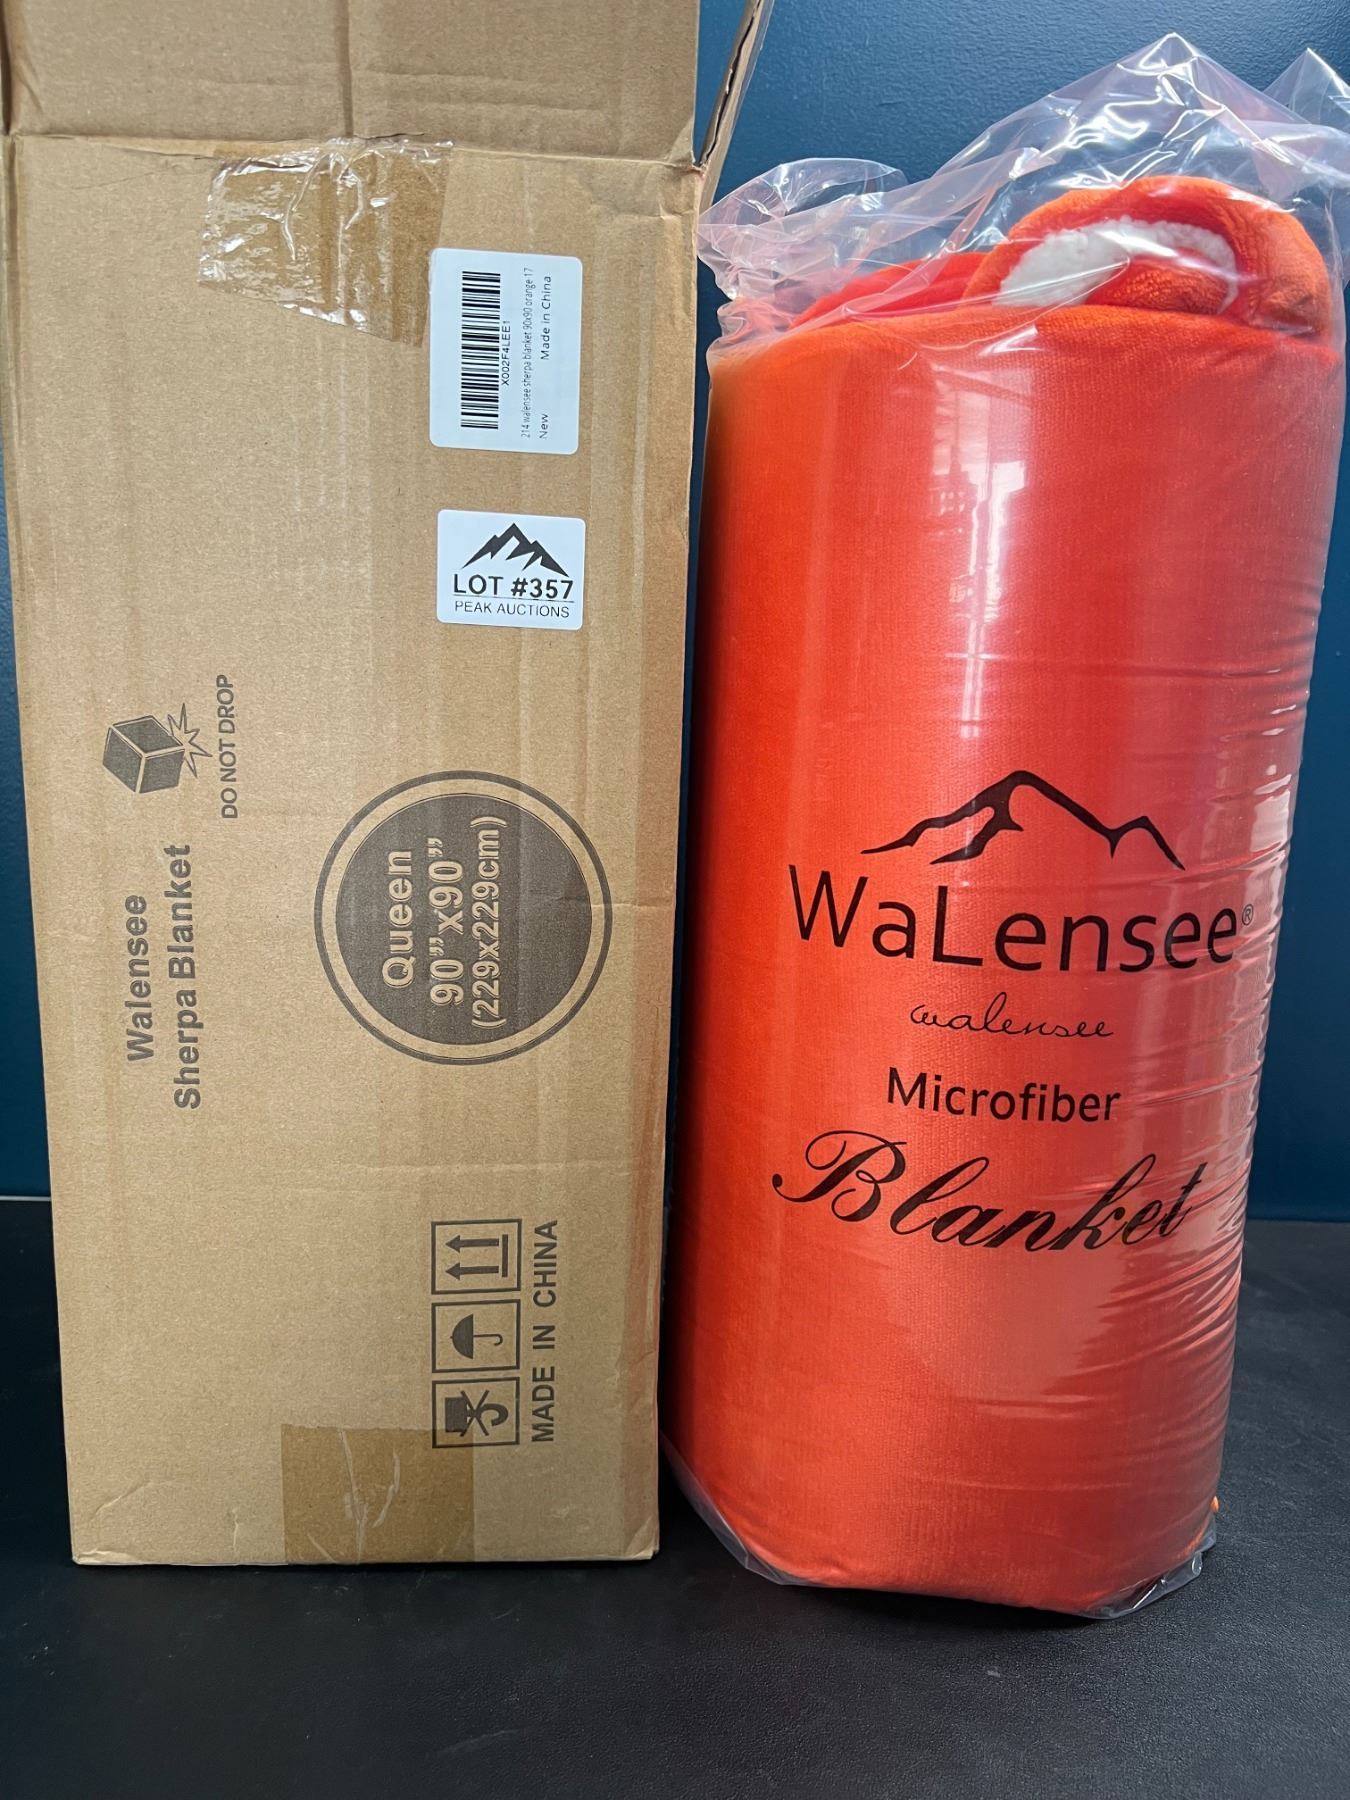 X002F4LEE1
214 walensee sherpa blanket 90x90 orange 17
New Made in China
LOT #357
PEAK AUCTIONS
DO NOT DROP
Walensee
Sherpa Blanket
Queen
90”x90”
(229x229cm)
MADE IN CHINA
WaLensee®
walensee
Microfiber
Blanket